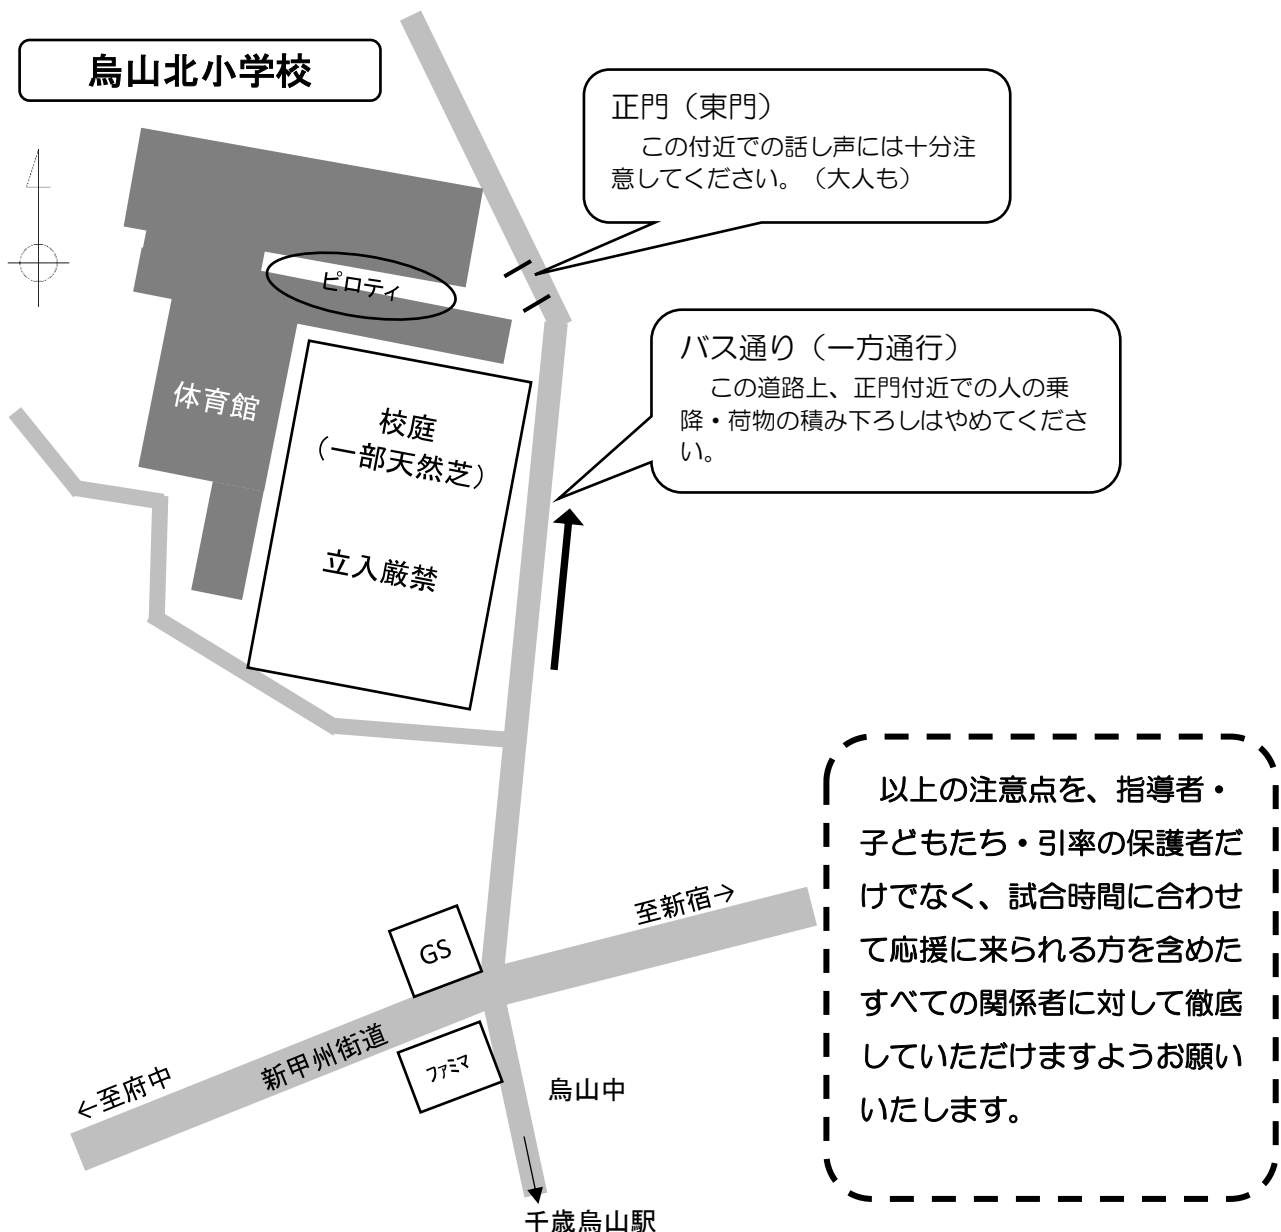 烏山北小学校
正門（東門）
この付近での話し声には十分注
意してください。（大人も）
ピロティ
バス通り（一方通行）
この道路上、正門付近での人の乗
降・荷物の積み下ろしはやめてくださ
い。
体育館
校庭
（一部天然芝）
立入厳禁
以上の注意点を、指導者・
子どもたち・引率の保護者だ
けでなく、試合時間に合わせ
て応援に来られる方を含めた
すべての関係者に対して徹底
していただけますようお願い
いたします。
至新宿→
GS
新甲州街道
ファミマ
←至府中
烏山中
千歳烏山駅